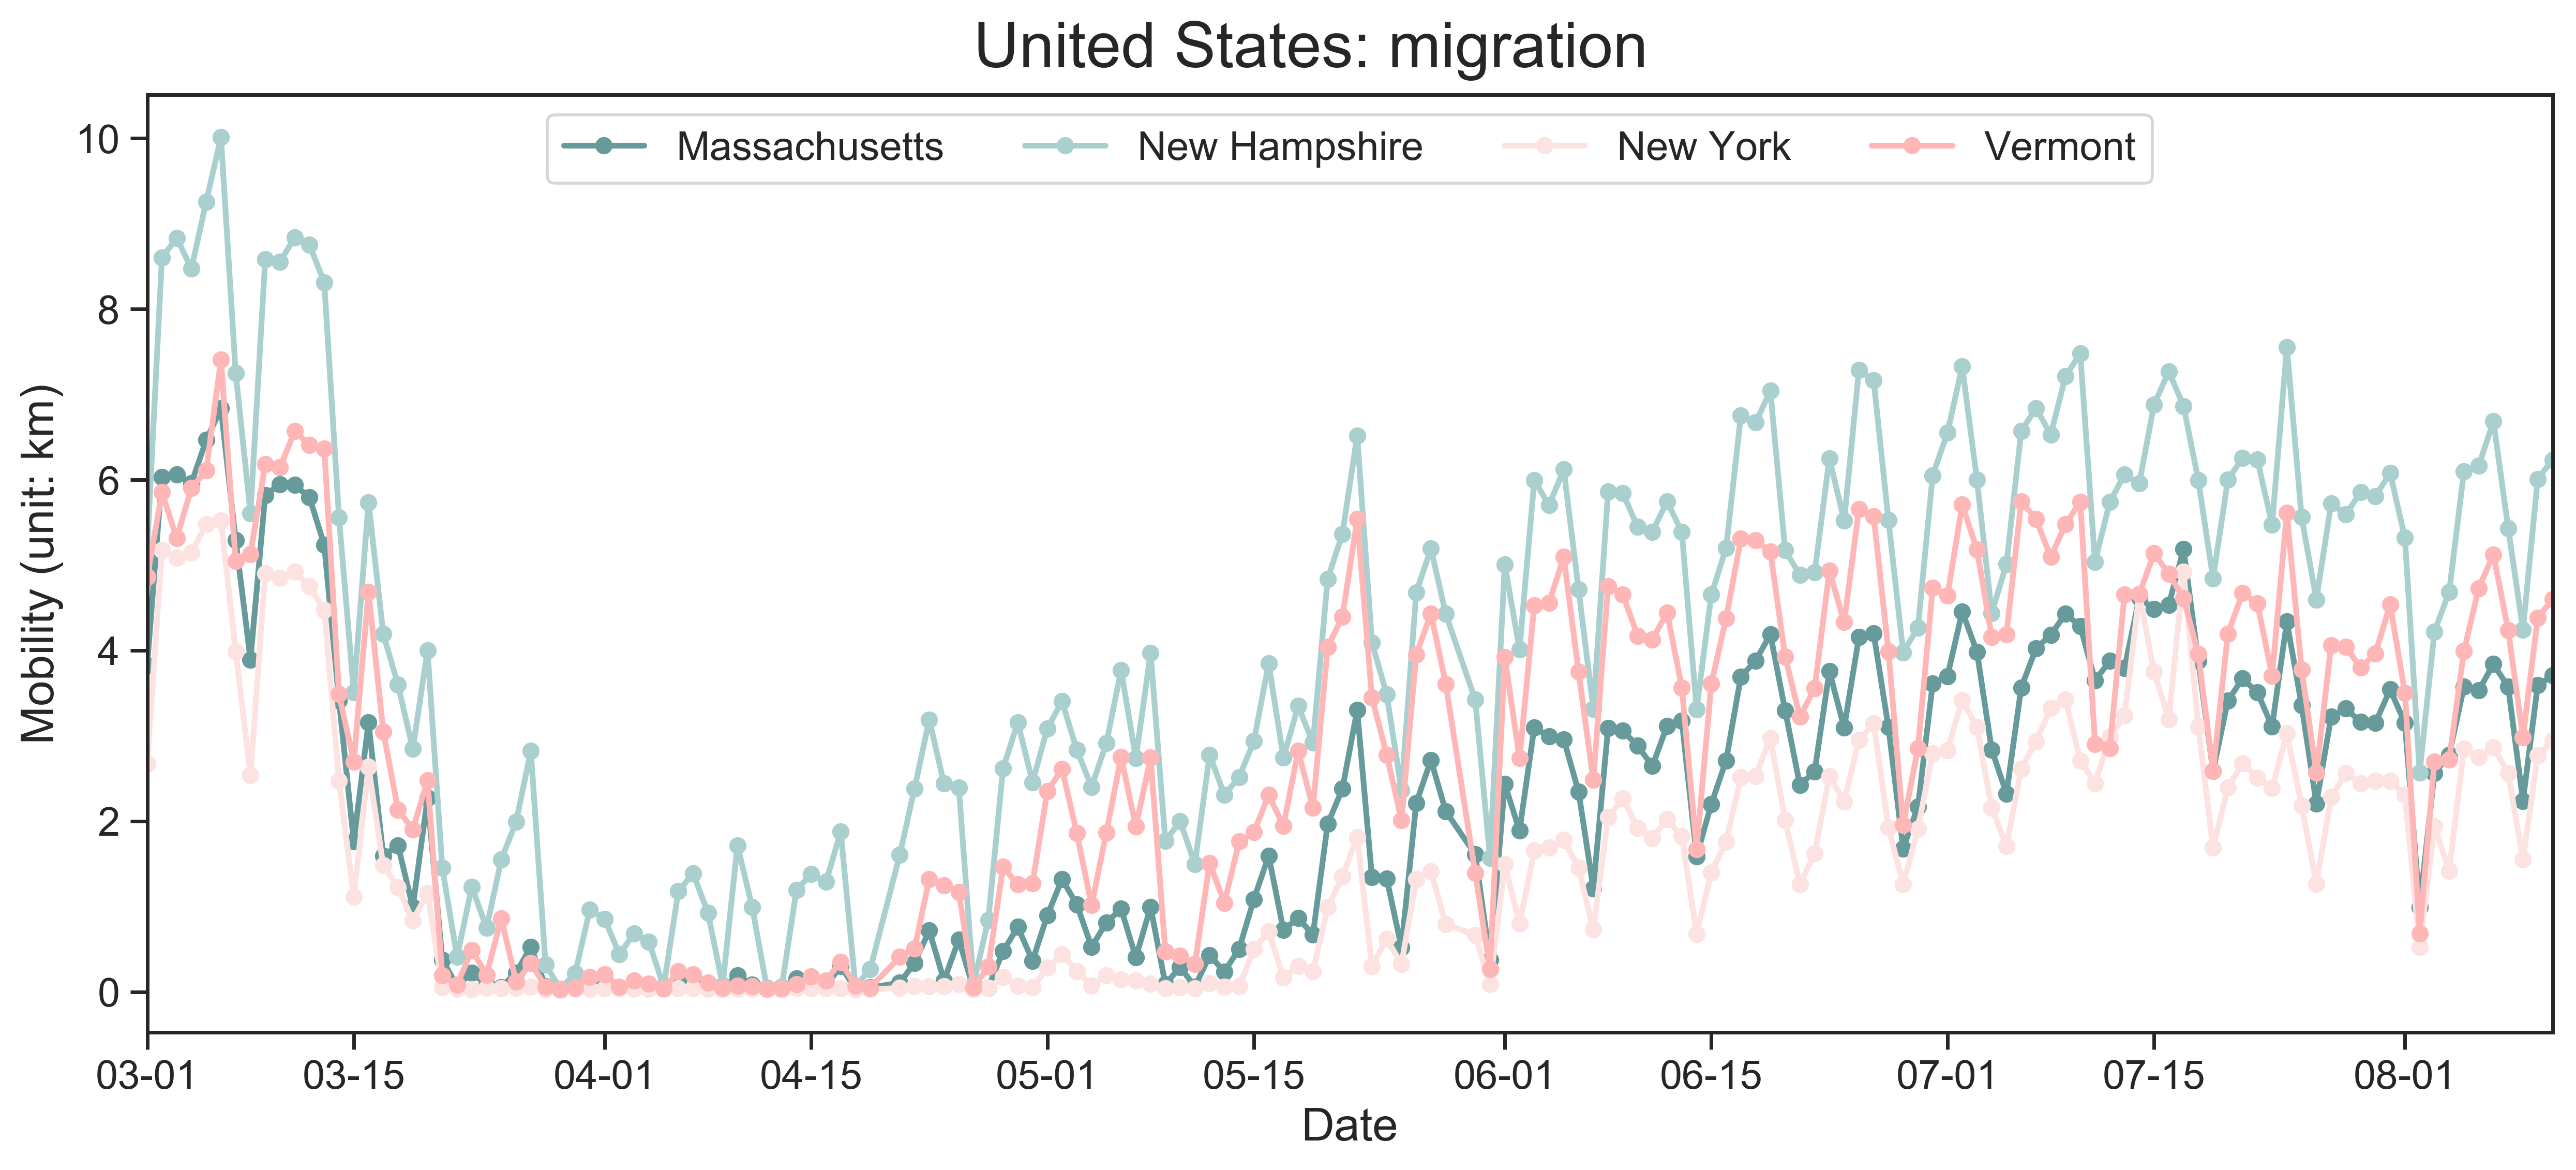 United States: migration
Massachusetts New Hampshire New York Vermont
10
8
6
4
2
0
Mobility (unit: km)
03-01 03-15 04-01 04-15 05-01 05-15 06-01 06-15 07-01 07-15 08-01
Date